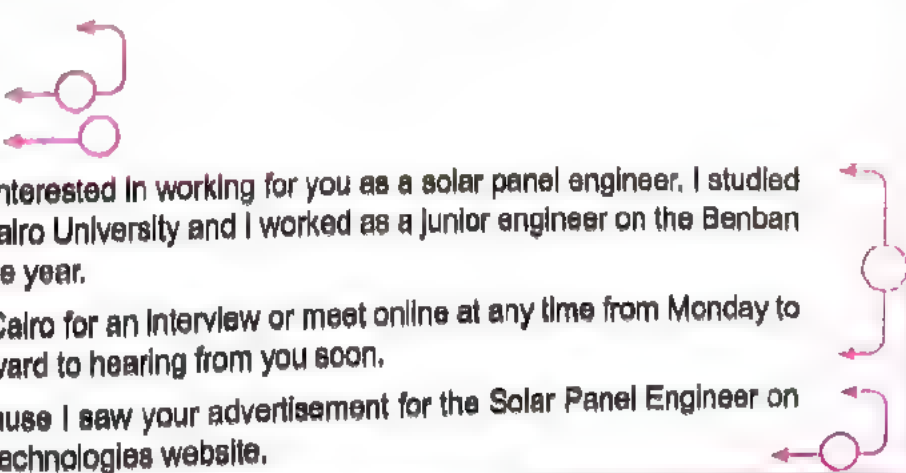 nterested in working for you as a solar panel engineer. I studied
airo University and I worked as a junior engineer on the Benban
e year.
Cairo for an interview or meet online at any time from Monday to
vard to hearing from you soon.
ause I saw your advertisement for the Solar Panel Engineer on
echnologies website.